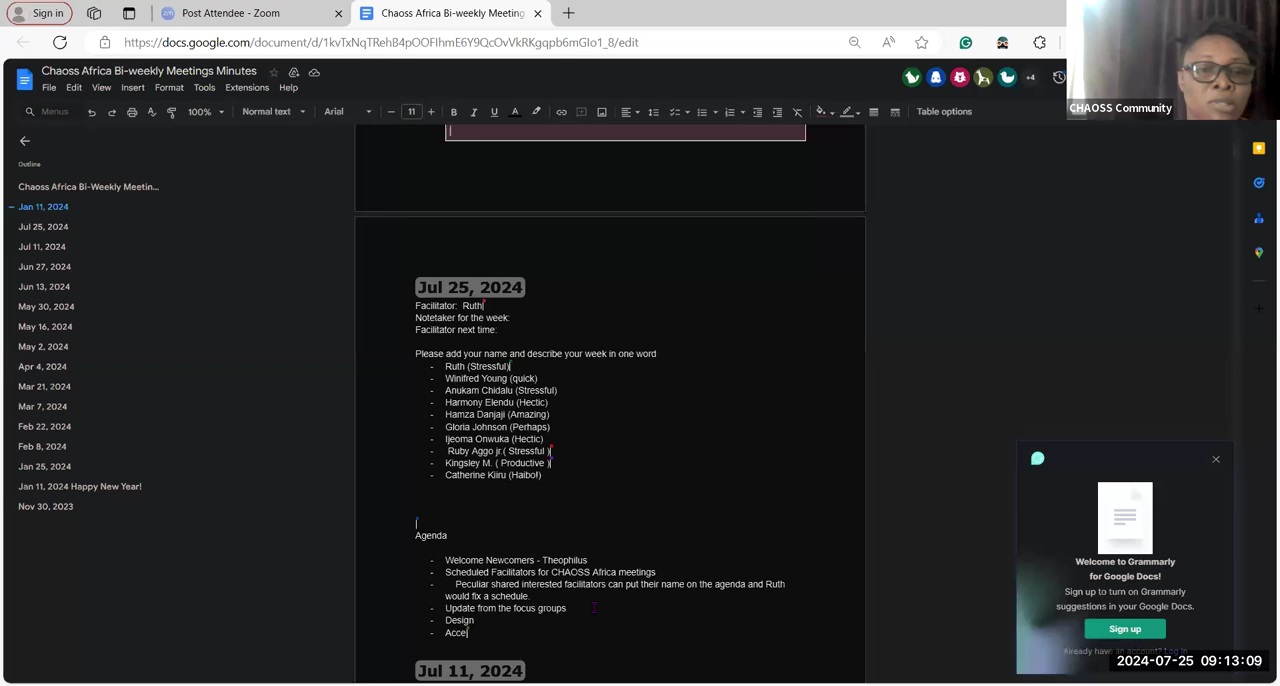 Sign in
Post Attendee - Zoom
Chaoss Africa Bi-weekly Meeting
https://docs.google.com/document/d/1kvTxNqTRehB4pOOFIhmE6Y9QcOvVkRKgqpb6mGIo1_8/edit
Chaoss Africa Bi-weekly Meetings Minutes
File Edit View Insert Format Tools Extensions Help
+4
CHAOSS Community
Menus
100%
Normal text
Arial
11
Table options
Outline
Chaoss Africa Bi-Weekly Meetin...
Jan 11, 2024
Jul 25, 2024
Jul 11, 2024
Jun 27, 2024
Jun 13, 2024
May 30, 2024
May 16, 2024
May 2, 2024
Apr 4, 2024
Mar 21, 2024
Mar 7, 2024
Feb 22, 2024
Feb 8, 2024
Jan 25, 2024
Jan 11, 2024 Happy New Year!
Nov 30, 2023
Jul 25, 2024
Facilitator: Ruth
Notetaker for the week:
Facilitator next time:
Please add your name and describe your week in one word
- Ruth (Stressful)
- Winifred Young (quick)
- Anukam Chidalu (Stressful)
- Harmony Elendu (Hectic)
- Hamza Danjaji (Amazing)
- Gloria Johnson (Perhaps)
- Ijeoma Onwuka (Hectic)
- Ruby Aggo jr.( Stressful )
- Kingsley M. ( Productive )
- Catherine Kiiru (Haibo!)
Agenda
- Welcome Newcomers - Theophilus
- Scheduled Facilitators for CHAOSS Africa meetings
- Peculiar shared interested facilitators can put their name on the agenda and Ruth
would fix a schedule.
- Update from the focus groups
- Design
- Acce
Jul 11, 2024
Welcome to Grammarly
for Google Docs!
Sign up to turn on Grammarly
suggestions in your Google Docs.
Sign up
Already have an account? Log in
2024-07-25 09:13:09